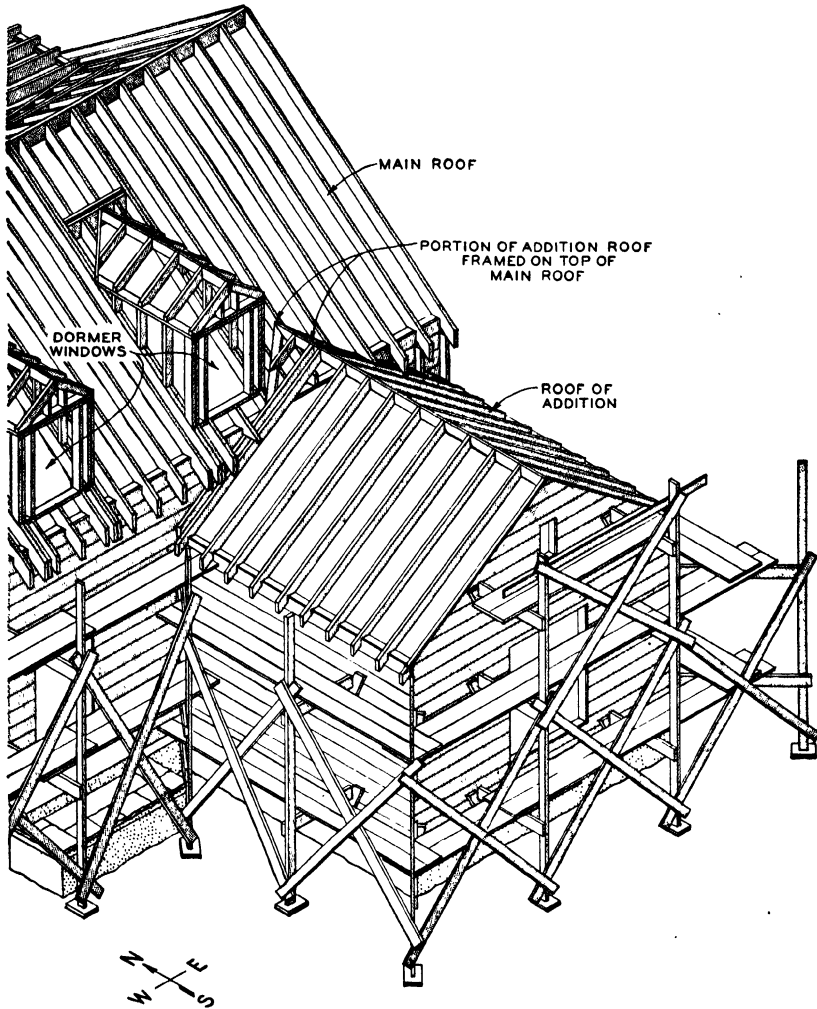 MAIN ROOF
PORTION OF ADDITION ROOF
FRAMED ON TOP OF
MAIN ROOF
DORMER
WINDOWS
ROOF OF
ADDITION
N
E
W
S